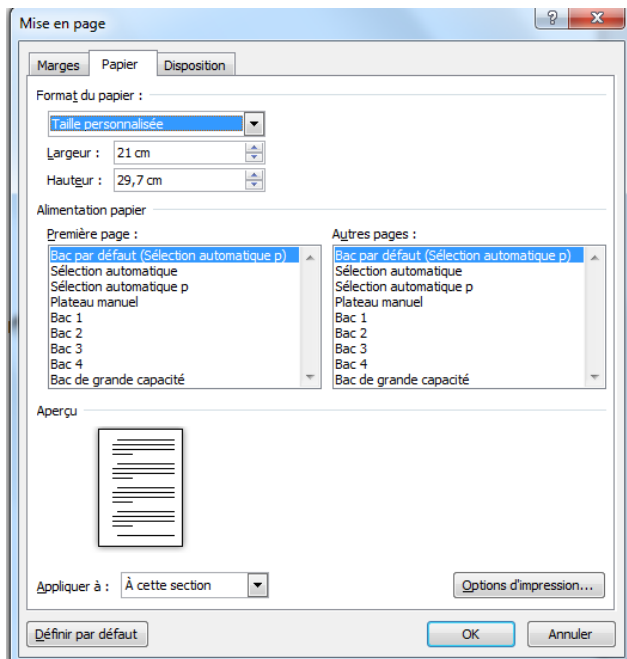 Mise en page
Marges Papier Disposition
Format du papier :
Taille personnalisée
Largeur : 21 cm
Hauteur : 29,7 cm
Alimentation papier
Première page :
Bac par défaut (Sélection automatique p)
Sélection automatique
Sélection automatique p
Plateau manuel
Bac 1
Bac 2
Bac 3
Bac 4
Bac de grande capacité
Autres pages :
Bac par défaut (Sélection automatique p)
Sélection automatique
Sélection automatique p
Plateau manuel
Bac 1
Bac 2
Bac 3
Bac 4
Bac de grande capacité
Aperçu
Appliquer à : À cette section
Options d'impression...
Définir par défaut
OK
Annuler